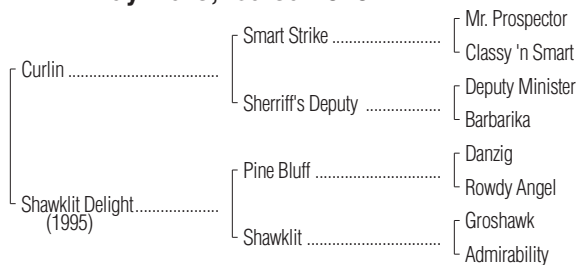 Mr. Prospector
Smart Strike ........................
Classy 'n Smart
Curlin .................................
Deputy Minister
Sherriff's Deputy ................
Barbarika
Danzig
Pine Bluff ...........................
Rowdy Angel
Shawklit Delight..................
(1995)
Groshawk
Shawklit .............................
Admirability